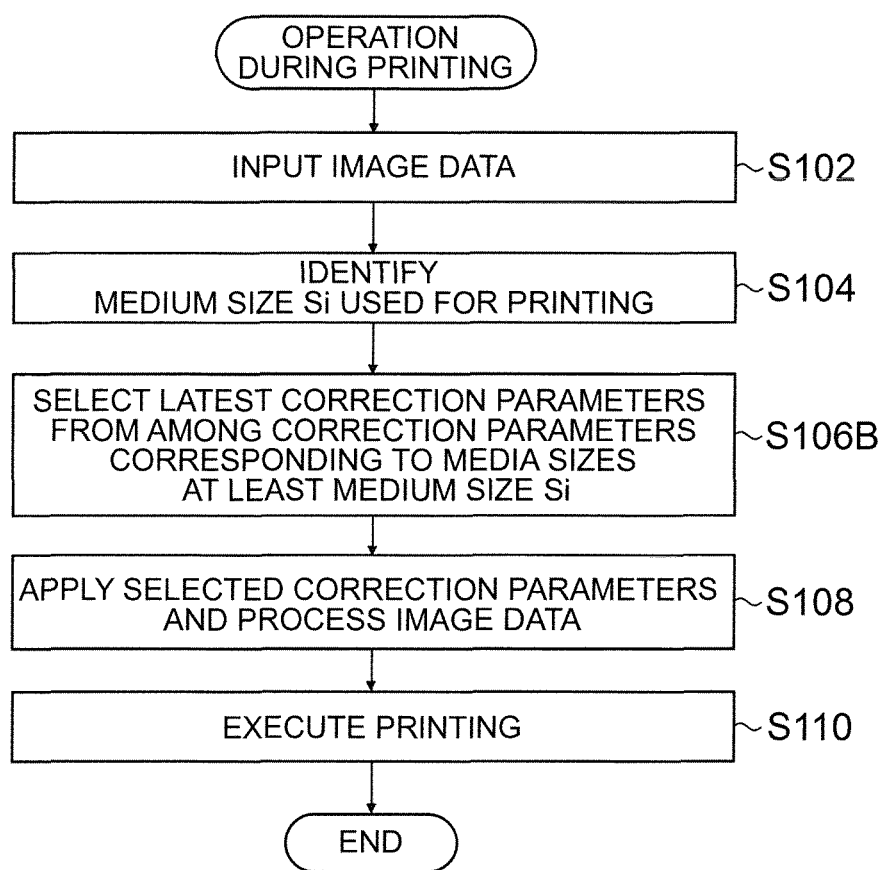 OPERATION
DURING PRINTING
INPUT IMAGE DATA
S102
IDENTIFY
MEDIUM SIZE Si USED FOR PRINTING
S104
SELECT LATEST CORRECTION PARAMETERS
FROM AMONG CORRECTION PARAMETERS
CORRESPONDING TO MEDIA SIZES
AT LEAST MEDIUM SIZE Si
S106B
APPLY SELECTED CORRECTION PARAMETERS
AND PROCESS IMAGE DATA
S108
EXECUTE PRINTING
S110
END